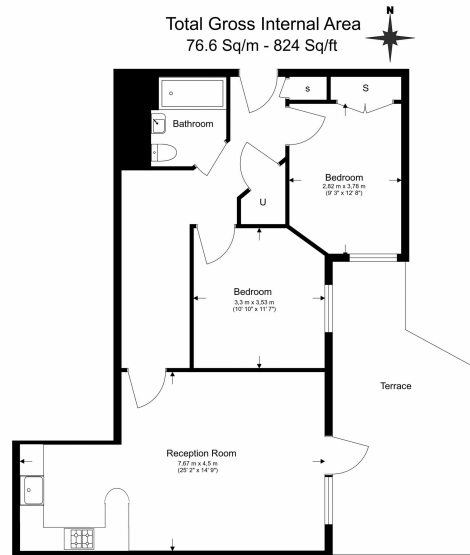 Total Gross Internal Area
76.6 Sq/m - 824 Sq/ft
N
s
S
Bathroom
Bedroom
2,82 m x 3,78 m
(9' 3" x 12' 8")
U
Bedroom
3,3 m x 3,53 m
(10' 10" x 11' 7")
Terrace
Reception Room
7,67 m x 4,5 m
(25' 2" x 14' 9")